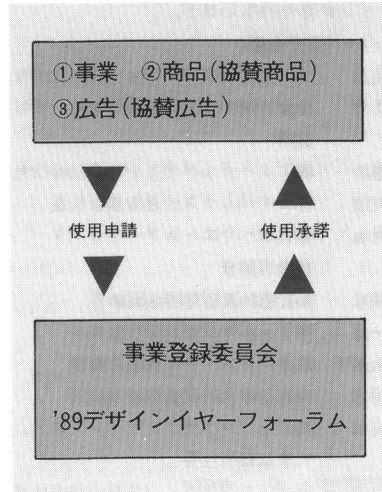 ①事業　②商品(協賛商品)
③広告(協賛広告)
使用申請　使用承諾
事業登録委員会
'89デザインイヤーフォーラム